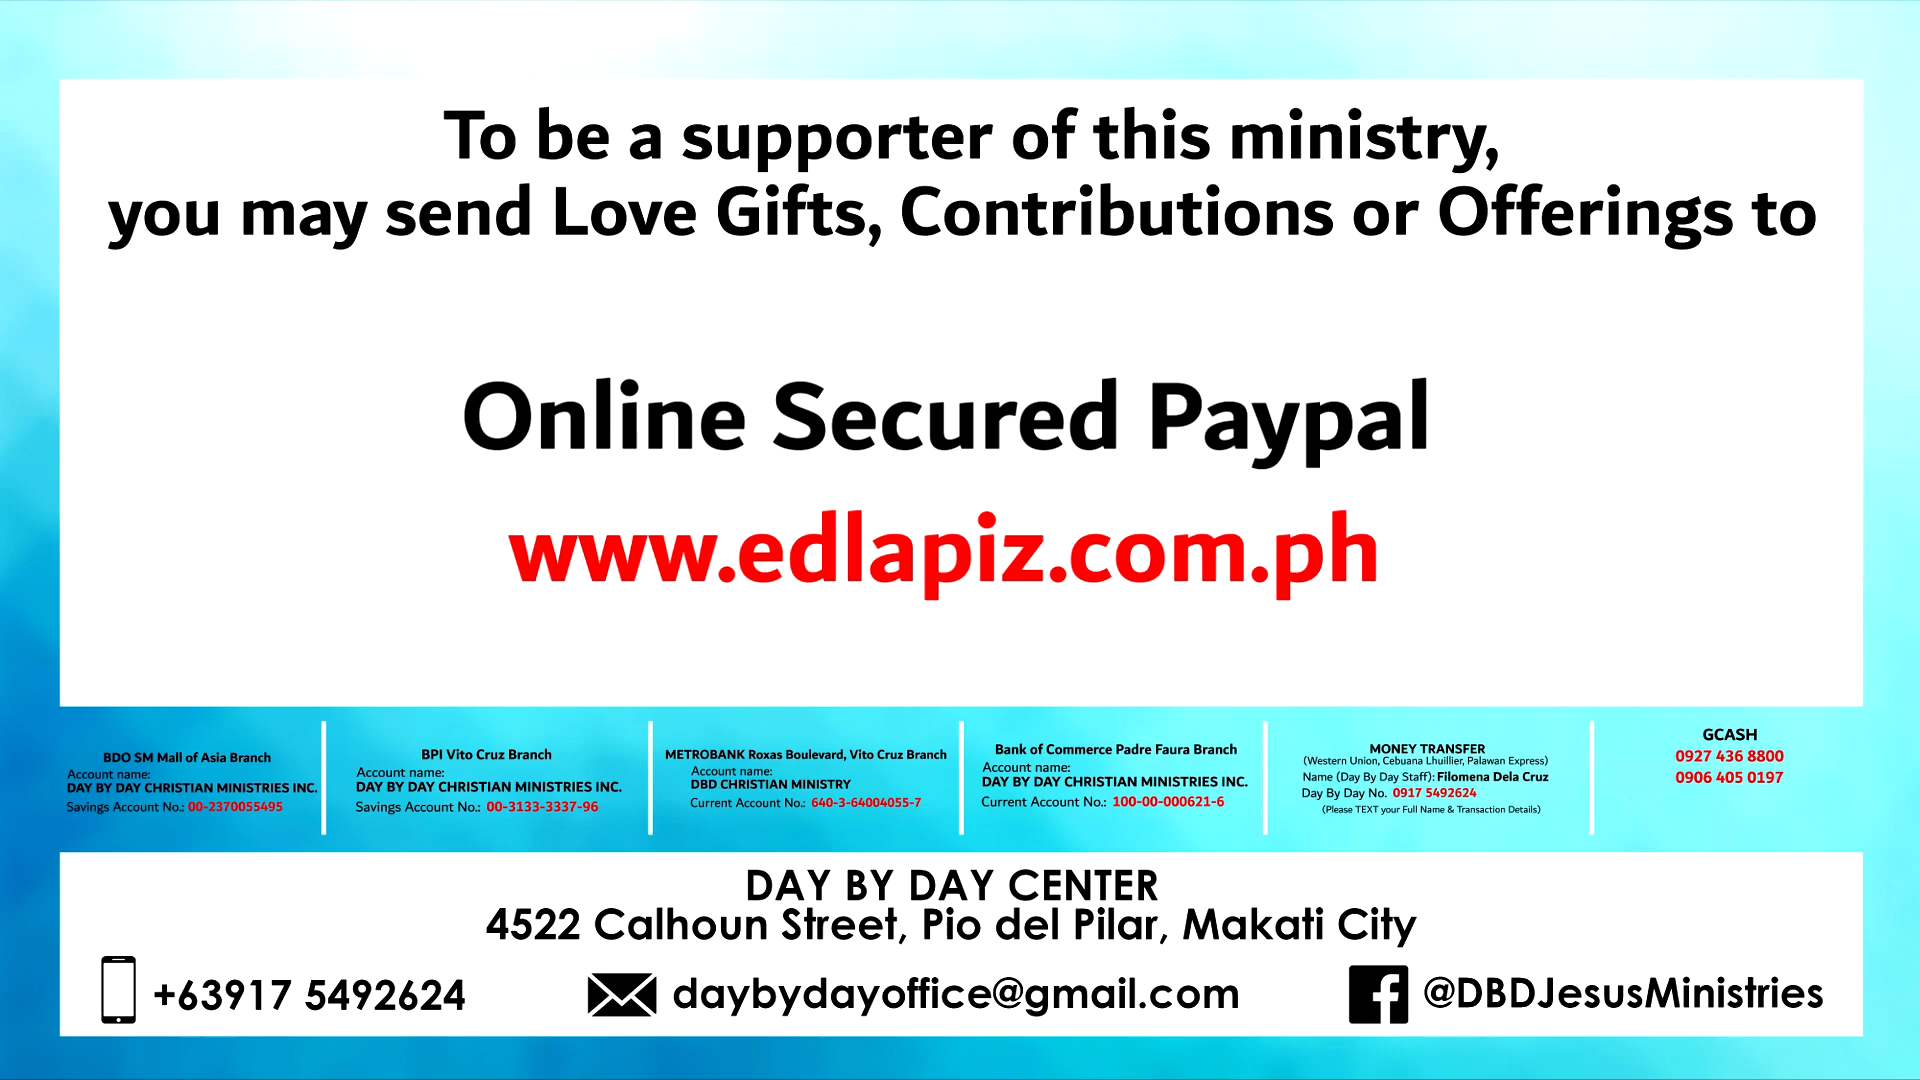 To be a supporter of this ministry,
you may send Love Gifts, Contributions or Offerings to
Online Secured Paypal
www.edlapiz.com.ph
BDO SM Mall of Asia Branch
Account name:
DAY BY DAY CHRISTIAN MINISTRIES INC.
Savings Account No.: 00-2370055495
BPI Vito Cruz Branch
Account name:
DAY BY DAY CHRISTIAN MINISTRIES INC.
Savings Account No.: 00-3133-3337-96
METROBANK Roxas Boulevard, Vito Cruz Branch
Account name:
DBD CHRISTIAN MINISTRY
Current Account No.: 640-3-64004055-7
Bank of Commerce Padre Faura Branch
Account name:
DAY BY DAY CHRISTIAN MINISTRIES INC.
Current Account No.: 100-00-000621-6
MONEY TRANSFER
(Western Union, Cebuana Lhuillier, Palawan Express)
Name (Day By Day Staff): Filomena Dela Cruz
Day By Day No. 0917 5492624
(Please TEXT your Full Name & Transaction Details)
GCASH
0927 436 8800
0906 405 0197
DAY BY DAY CENTER
4522 Calhoun Street, Pio del Pilar, Makati City
+63917 5492624
daybydayoffice@gmail.com
@DBDJesusMinistries